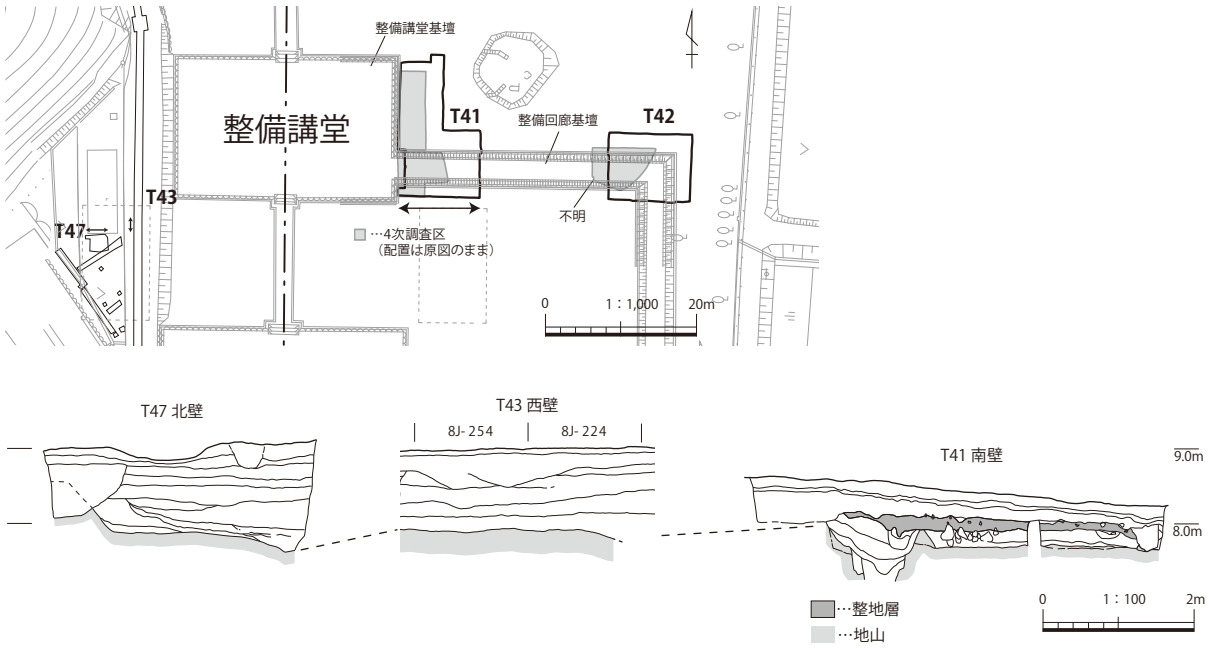 整備講堂基壇
整備講堂
T41
整備回廊基壇
T42
T43
T47
不明
…4次調査区
(配置は原図のまま)
0 1:1,000 20m
T47 北壁
T43 西壁
8J-254 8J-224
T41 南壁
9.0m
8.0m
0 1:100 2m
…整地層
…地山